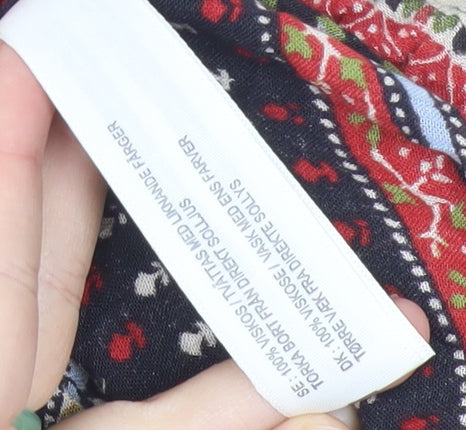 SE: 100% VISKOS/TVÄTTAS MED LIKNANDE FÄRGER
TORKA BORT FRÅN DIREKT SOLLJUS
DK: 100% VISKOSE/ VASK MED ENS FARVER
TØRRE VÆK FRA DIREKTE SOLLYS